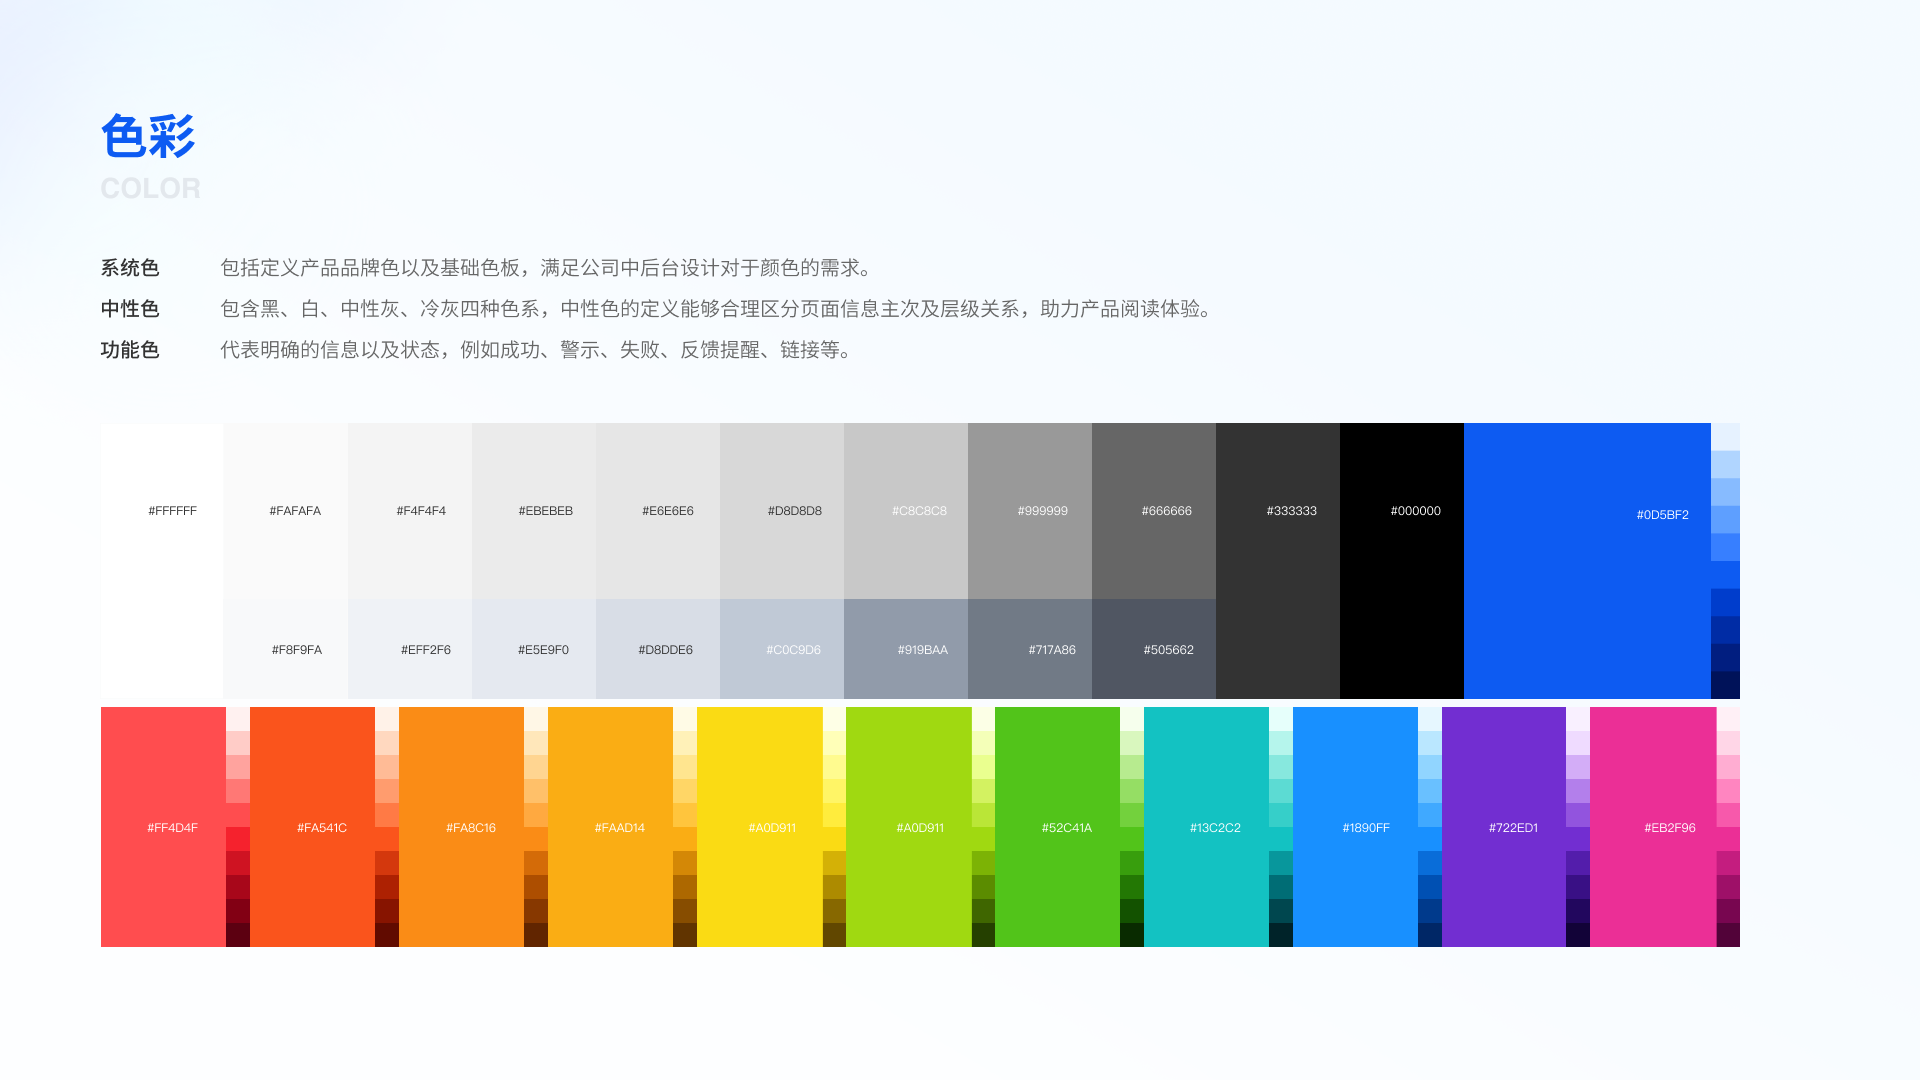 色彩
COLOR
系统色 包括定义产品品牌色以及基础色板，满足公司中后台设计对于颜色的需求。
中性色 包含黑、白、中性灰、冷灰四种色系，中性色的定义能够合理区分页面信息主次及层级关系，助力产品阅读体验。
功能色 代表明确的信息以及状态，例如成功、警示、失败、反馈提醒、链接等。
#FFFFFF #FAFAFA #F4F4F4 #EBEBEB #E6E6E6 #D8D8D8 #C8C8C8 #999999 #666666 #333333 #000000 #0D5BF2
#F8F9FA #EFF2F6 #E5E9F0 #D8DDE6 #C0C9D6 #919BAA #717A86 #505662
#FF4D4F #FA541C #FA8C16 #FAAD14 #A0D911 #A0D911 #52C41A #13C2C2 #1890FF #722ED1 #EB2F96